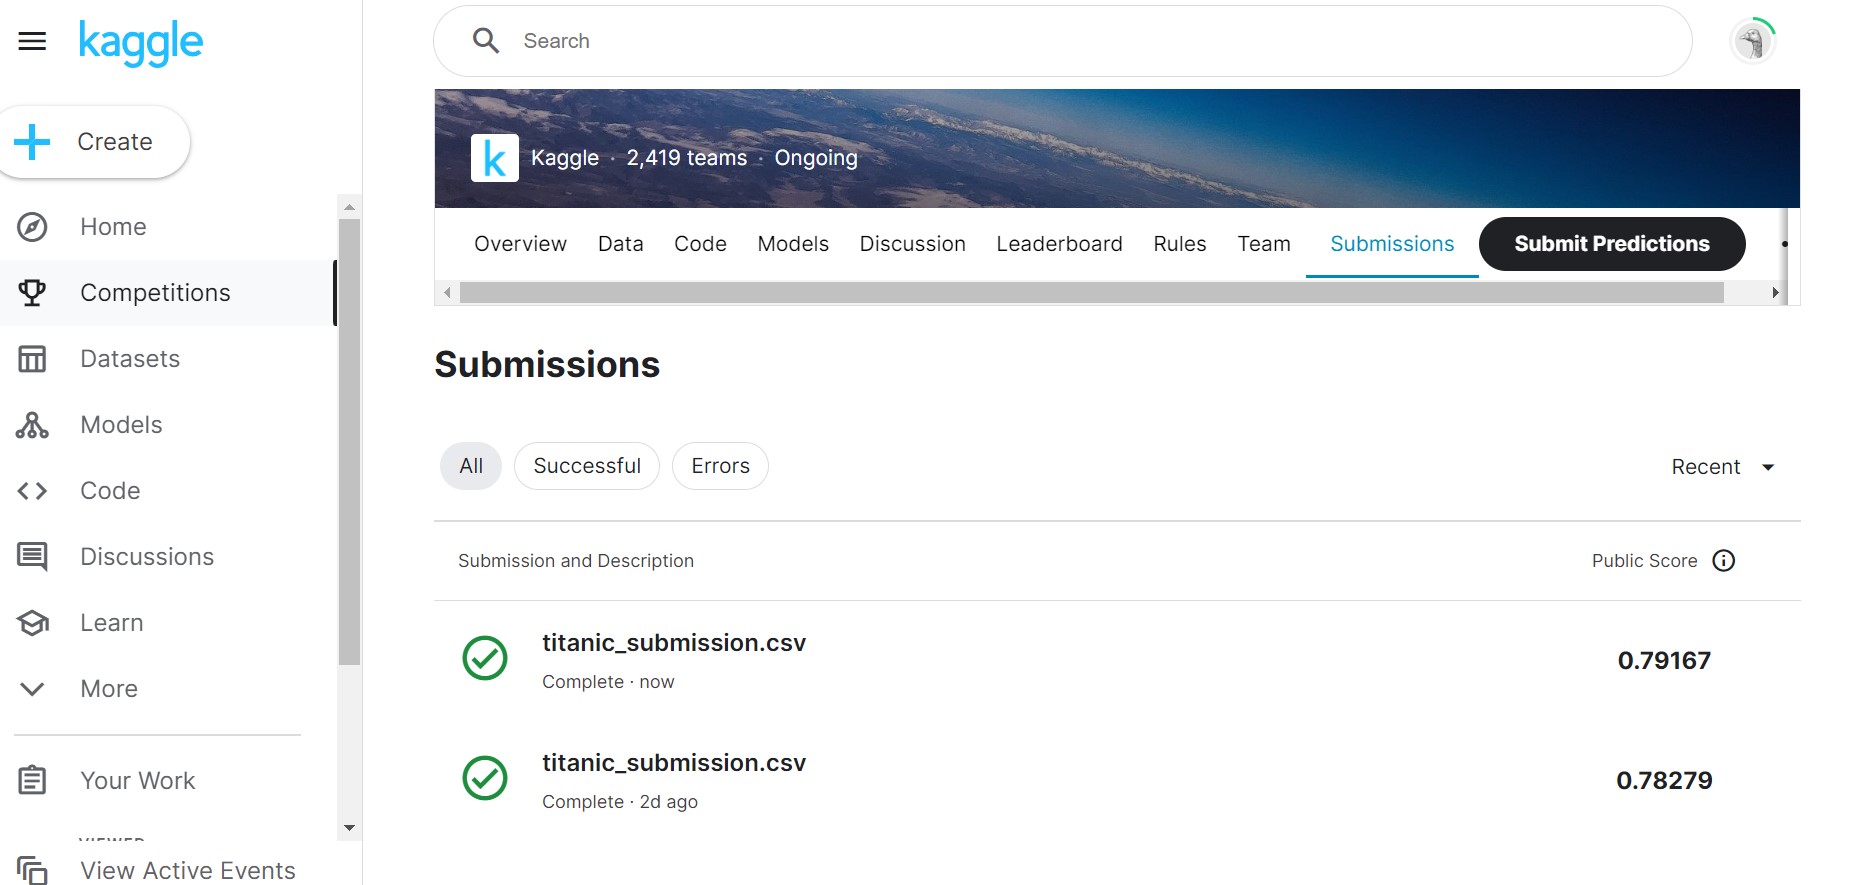 kaggle
Search
Create
Home
Competitions
Datasets
Models
Code
Discussions
Learn
More
Your Work
VIEWED
View Active Events
k Kaggle · 2,419 teams · Ongoing
Overview Data Code Models Discussion Leaderboard Rules Team Submissions Submit Predictions
Submissions
All Successful Errors Recent
Submission and Description Public Score
titanic_submission.csv
Complete · now
0.79167
titanic_submission.csv
Complete · 2d ago
0.78279